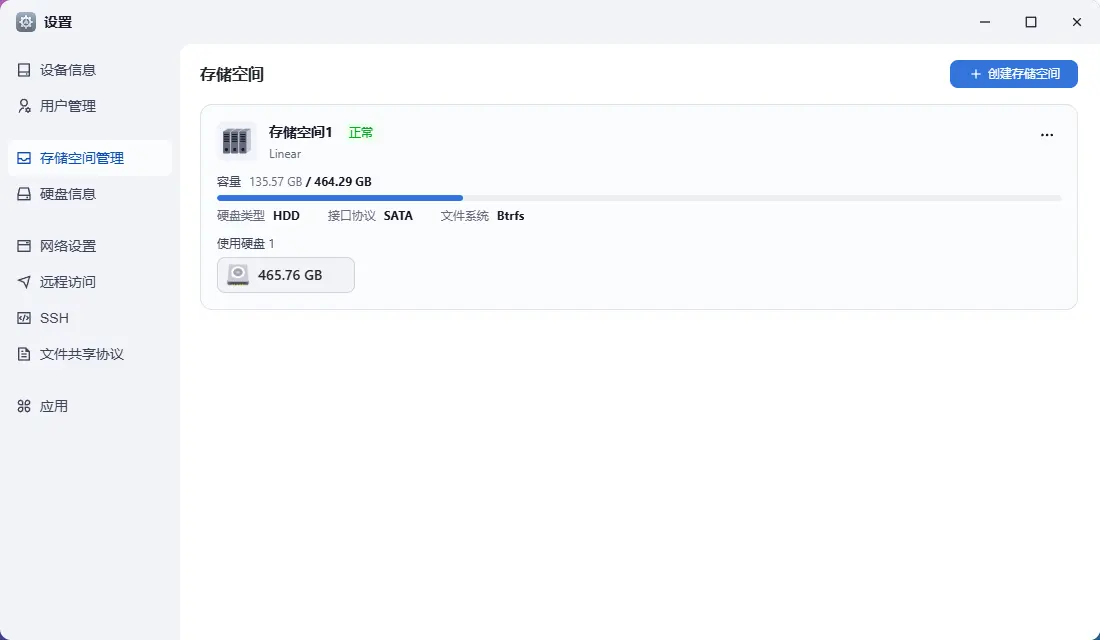 设置
设备信息
用户管理
存储空间管理
硬盘信息
网络设置
远程访问
SSH
文件共享协议
应用
存储空间
+ 创建存储空间
存储空间1 正常
Linear
容量 135.57 GB / 464.29 GB
硬盘类型 HDD 接口协议 SATA 文件系统 Btrfs
使用硬盘 1
465.76 GB